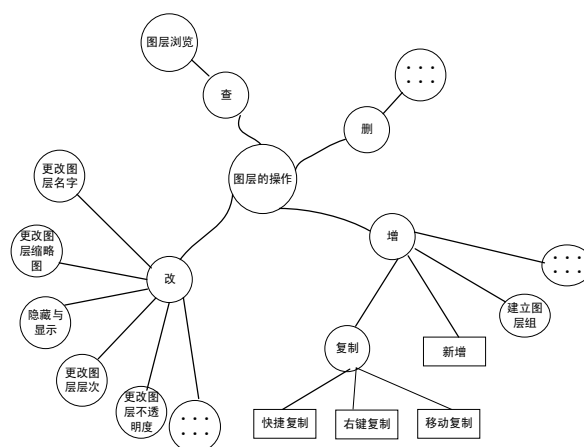 图层浏览
查
......
删
图层的操作
更改图
层名字
增
更改图
层缩略
图
改
......
隐藏与
显示
建立图
层组
复制
新增
更改图
层层次
更改图
层不透
明度
......
快捷复制
右键复制
移动复制